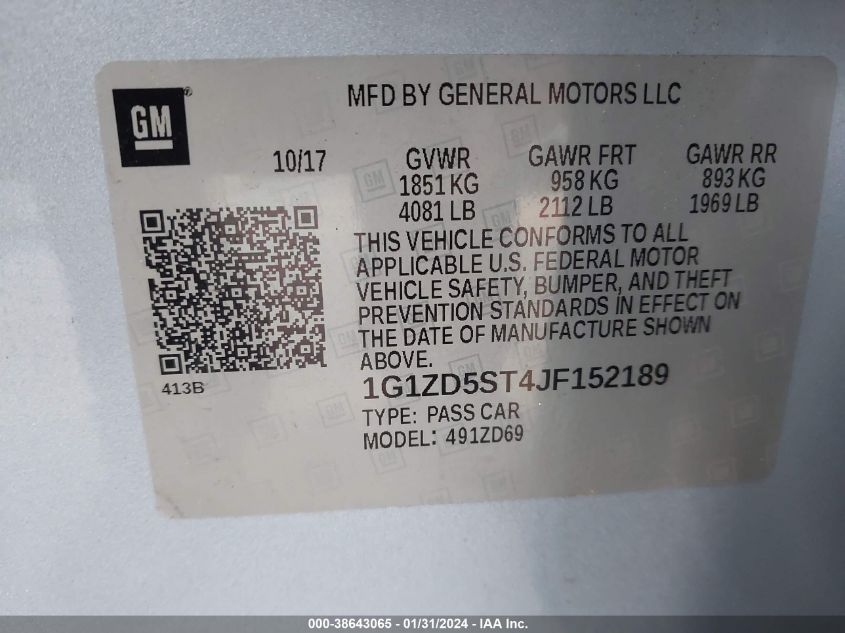 GM ®
MFD BY GENERAL MOTORS LLC
10/17 GVWR GAWR FRT GAWR RR
1851 KG 958 KG 893 KG
4081 LB 2112 LB 1969 LB
THIS VEHICLE CONFORMS TO ALL
APPLICABLE U.S. FEDERAL MOTOR
VEHICLE SAFETY, BUMPER, AND THEFT
PREVENTION STANDARDS IN EFFECT ON
THE DATE OF MANUFACTURE SHOWN
ABOVE.
413B
1G1ZD5ST4JF152189
TYPE: PASS CAR
MODEL: 491ZD69
000-38643065 - 01/31/2024 - IAA Inc.